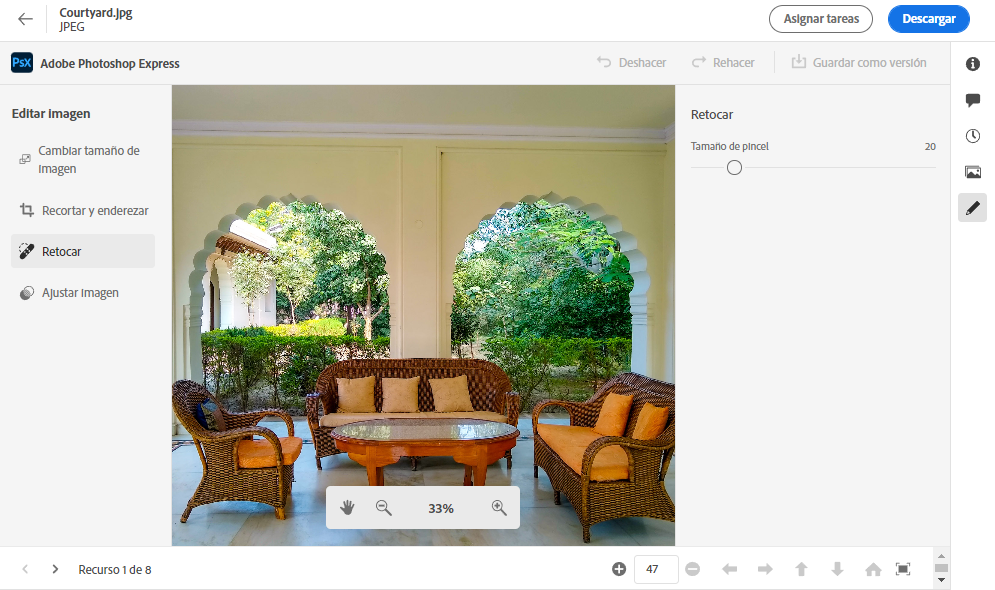 Courtyard.jpg
JPEG
Asignar tareas
Descargar
PsX Adobe Photoshop Express
Deshacer
Rehacer
Guardar como versión
Editar imagen
Cambiar tamaño de
imagen
Recortar y enderezar
Retocar
Ajustar imagen
Retocar
Tamaño de pincel 20
33%
Recurso 1 de 8
47